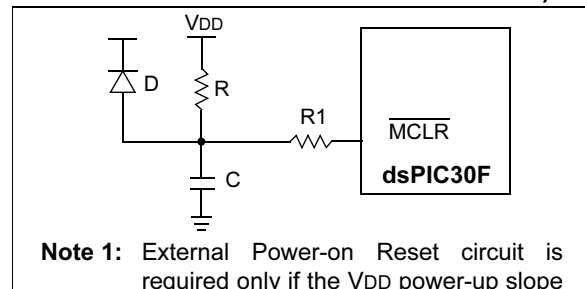 VDD
D
R
R1
MCLR
dsPIC30F
C
Note 1: External Power-on Reset circuit is
required only if the VDD power-up slope